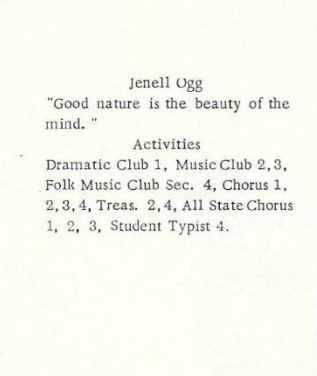 Jenell Ogg
"Good nature is the beauty of the
mind. "
Activities
Dramatic Club 1, Music Club 2, 3,
Folk Music Club Sec. 4, Chorus 1,
2, 3, 4, Treas. 2, 4, All State Chorus
1, 2, 3, Student Typist 4.